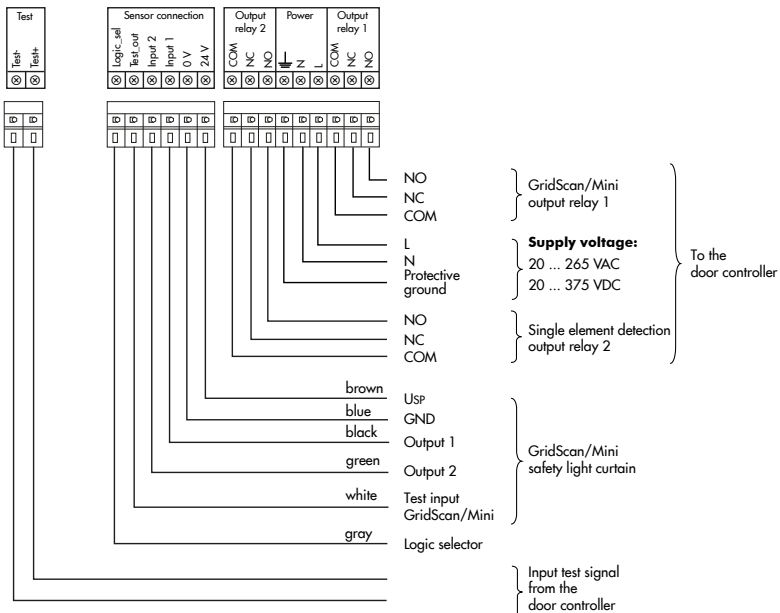 Test
Sensor connection
Output
relay 2
Power
Output
relay 1
Test-
Test+
Logic_sel
Test_out
Input 2
Input 1
0 V
24 V
COM
NC
NO
N
L
COM
NC
NO
NO
NC
COM
GridScan/Mini
output relay 1
L
N
Protective
ground
Supply voltage:
20 ... 265 VAC
20 ... 375 VDC
To the
door controller
NO
NC
COM
Single element detection
output relay 2
brown
USP
blue
GND
black
Output 1
green
Output 2
white
Test input
GridScan/Mini
GridScan/Mini
safety light curtain
gray
Logic selector
Input test signal
from the
door controller